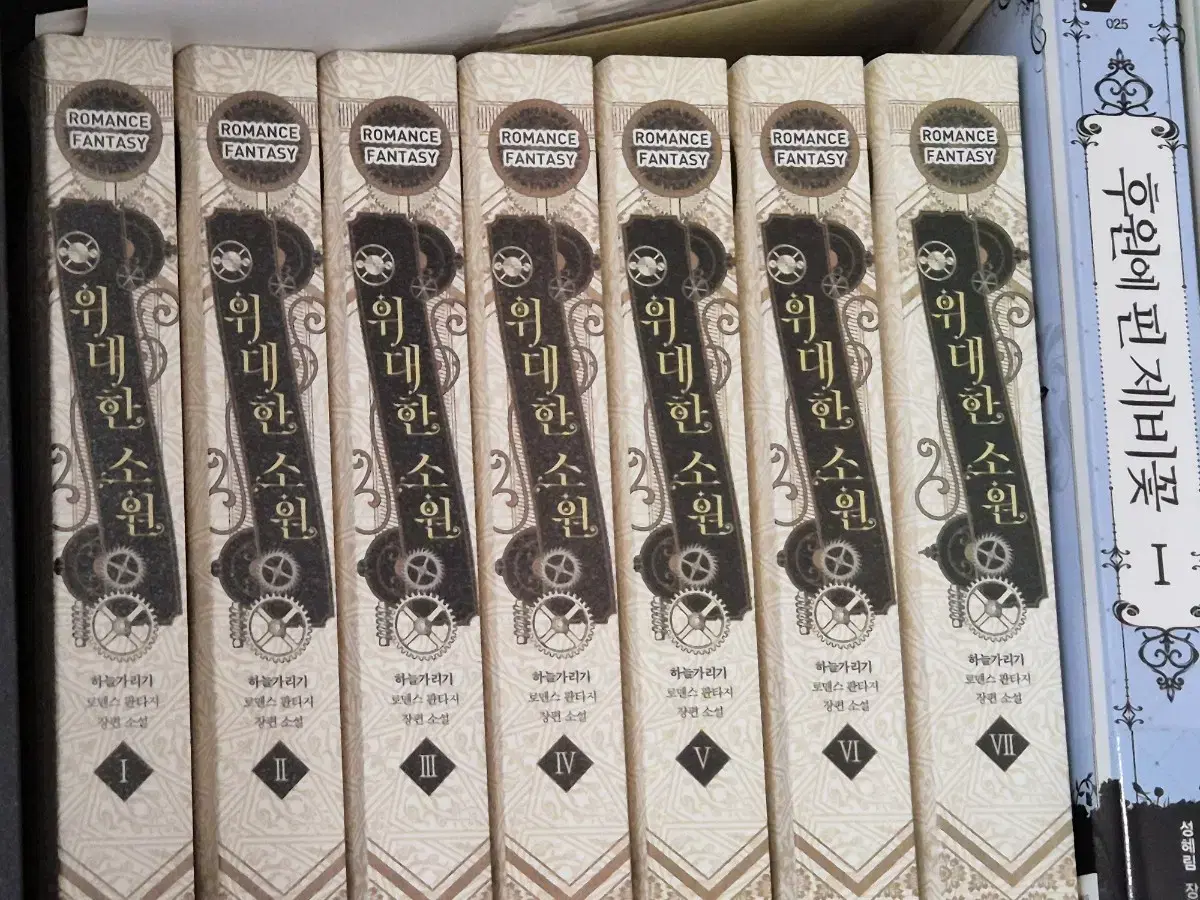 ROMANCE
FANTASY
위대한 소원
하늘가리기
로맨스 판타지
장편 소설
I
ROMANCE
FANTASY
위대한 소원
하늘가리기
로맨스 판타지
장편 소설
II
ROMANCE
FANTASY
위대한 소원
하늘가리기
로맨스 판타지
장편 소설
III
ROMANCE
FANTASY
위대한 소원
하늘가리기
로맨스 판타지
장편 소설
IV
ROMANCE
FANTASY
위대한 소원
하늘가리기
로맨스 판타지
장편 소설
V
ROMANCE
FANTASY
위대한 소원
하늘가리기
로맨스 판타지
장편 소설
VI
ROMANCE
FANTASY
위대한 소원
하늘가리기
로맨스 판타지
장편 소설
VII
025
후원에 핀 제비꽃 I
성혜림 장